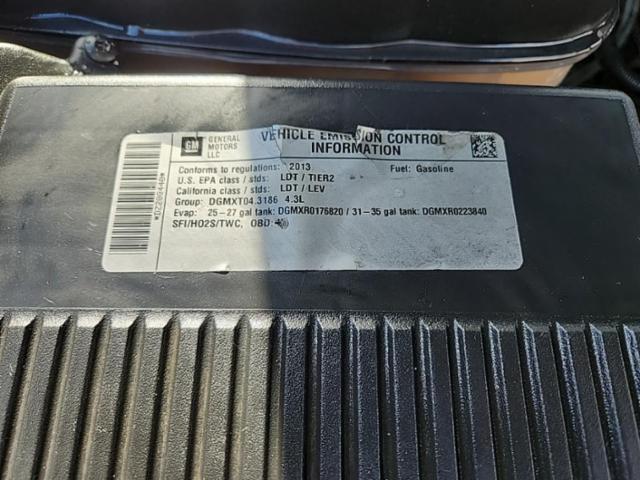 GM GENERAL MOTORS LLC
VEHICLE EMISSION CONTROL INFORMATION
Conforms to regulations: 2013 Fuel: Gasoline
U.S. EPA class / stds: LDT / TIER2
California class / stds: LDT / LEV
Group: DGMXT04.3186 4.3L
Evap: 25-27 gal tank: DGMXR0176820 / 31-35 gal tank: DGMXR0223840
SFI/HO2S/TWC, OBD: